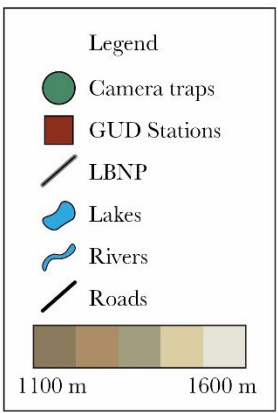 Legend
Camera traps
GUD Stations
LBNP
Lakes
Rivers
Roads
1100 m 1600 m